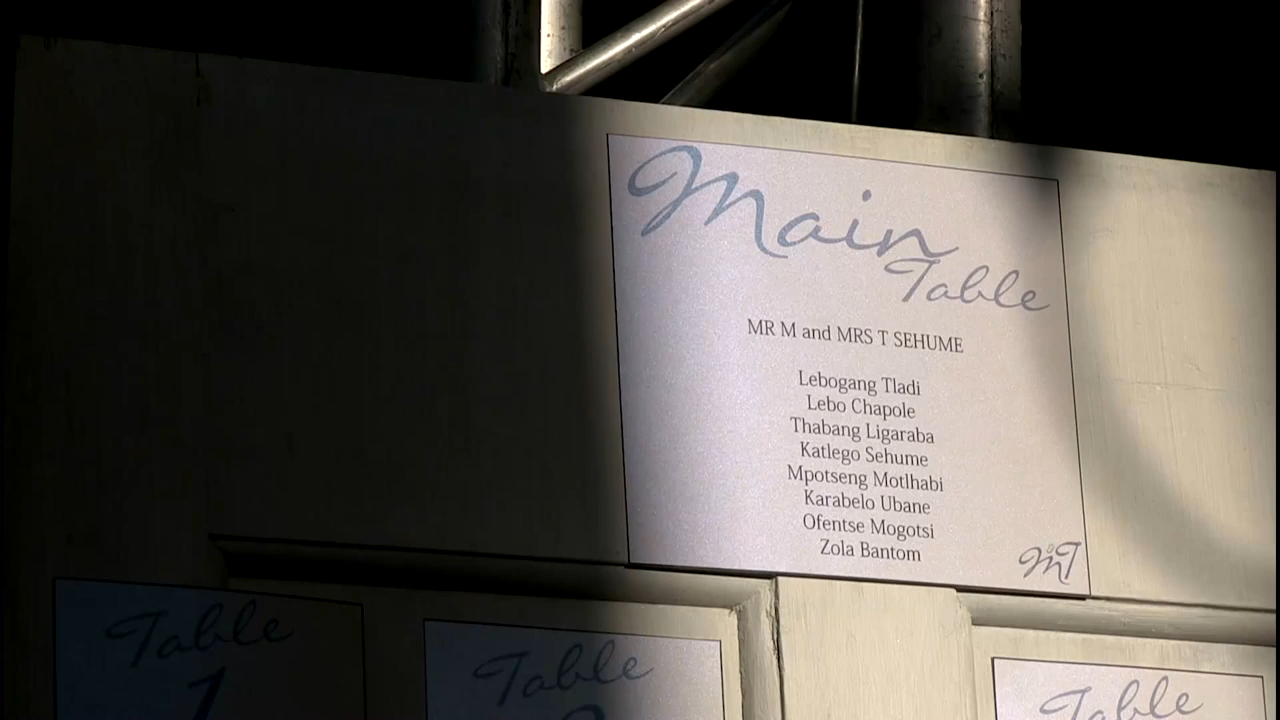 Main
Table
MR M and MRS T SEHUME
Lebogang Tladi
Lebo Chapole
Thabang Ligaraba
Katlego Sehume
Mpotseng Motlhabi
Karabelo Ubane
Ofentse Mogotsi
Zola Bantom
Table
1
Table
Table